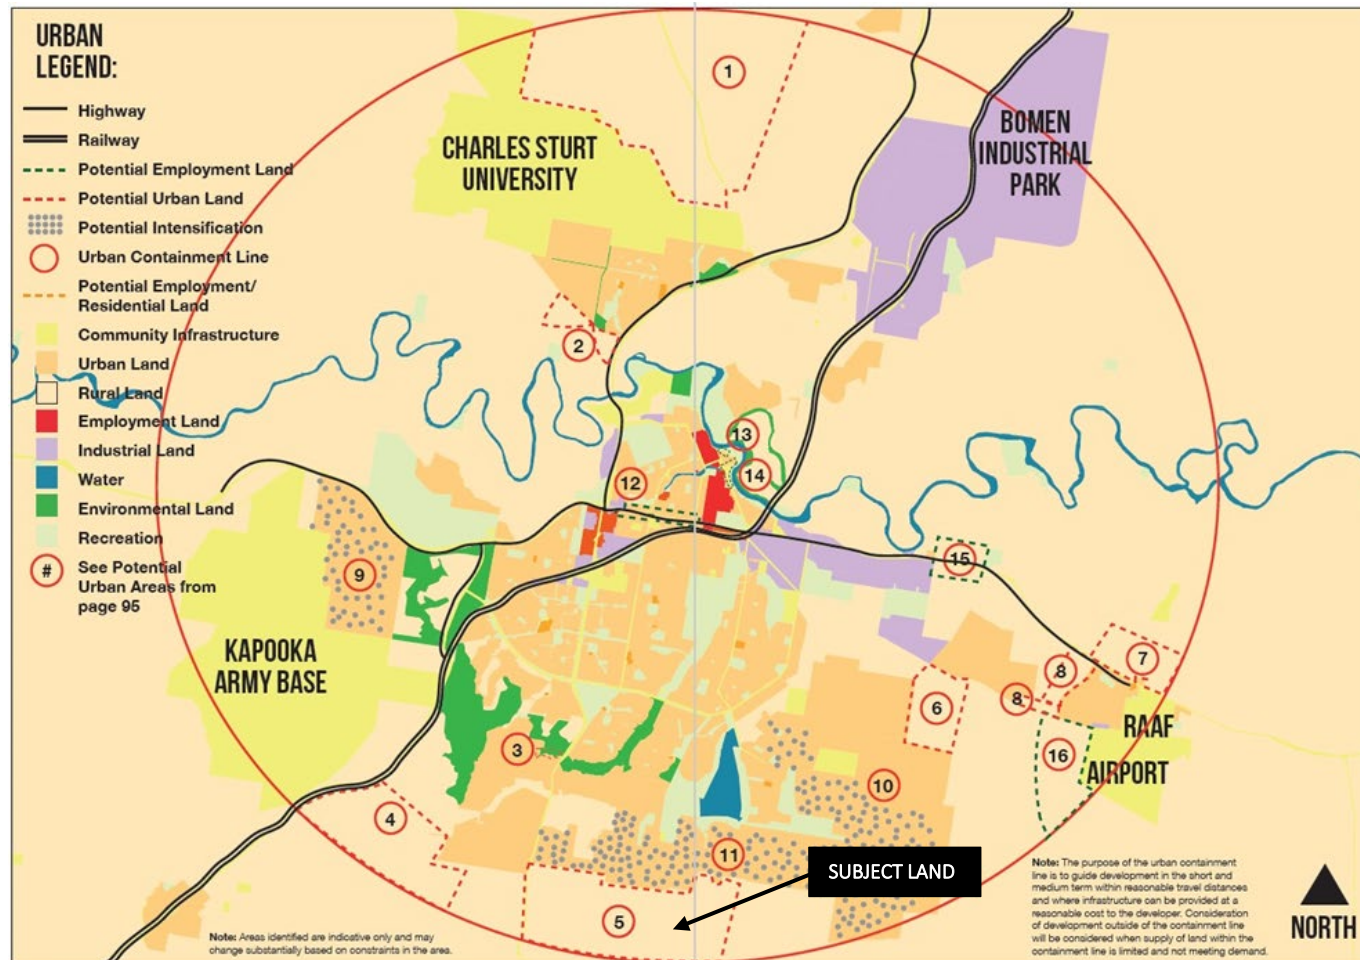 URBAN
LEGEND:
Highway
Railway
Potential Employment Land
Potential Urban Land
Potential Intensification
Urban Containment Line
Potential Employment/
Residential Land
Community Infrastructure
Urban Land
Rural Land
Employment Land
Industrial Land
Water
Environmental Land
Recreation
#
See Potential
Urban Areas from
page 95
CHARLES STURT
UNIVERSITY
BOMEN
INDUSTRIAL
PARK
KAPOOKA
ARMY BASE
RAAF
AIRPORT
1
2
13
14
12
15
9
7
8
8
6
3
16
10
4
11
5
SUBJECT LAND
Note: Areas identified are indicative only and may
change substantially based on constraints in the area.
Note: The purpose of the urban containment
line is to guide development in the short and
medium term within reasonable travel distances
and where infrastructure can be provided at a
reasonable cost to the developer. Consideration
of development outside of the containment line
will be considered when supply of land within the
containment line is limited and not meeting demand.
NORTH